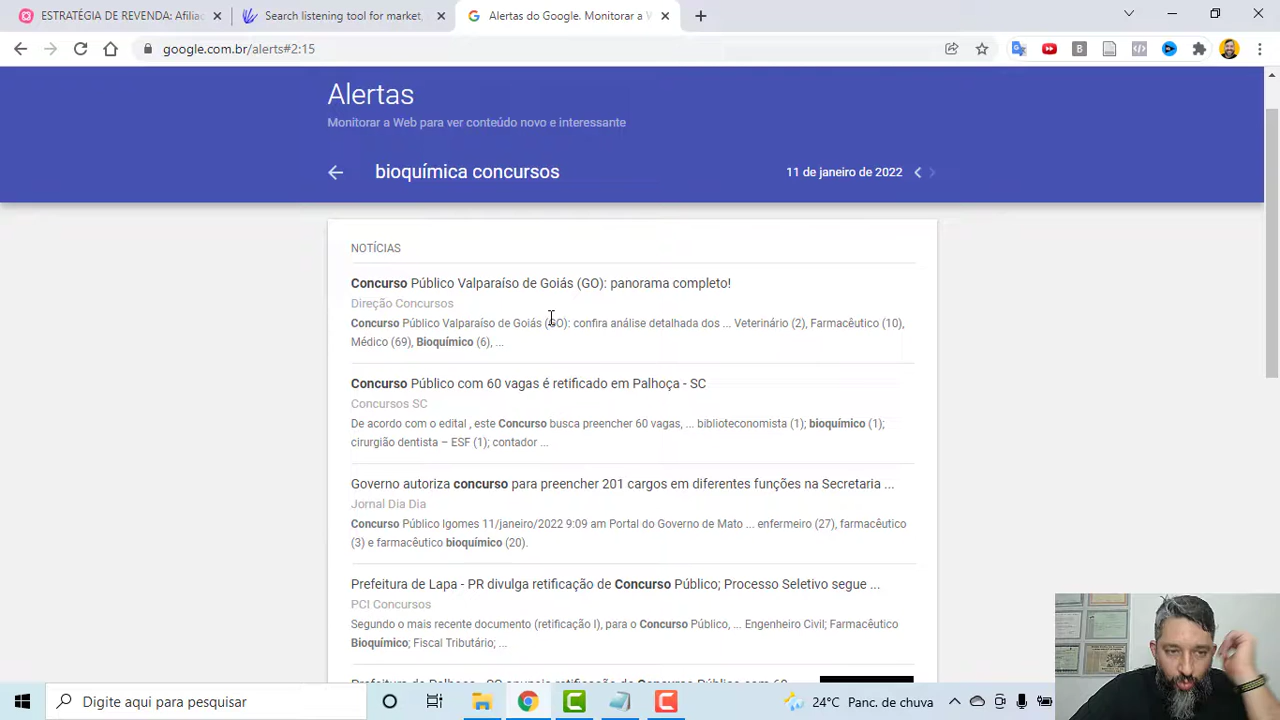 ESTRATÉGIA DE REVENDA: Afilia
Search listening tool for market,
Alertas do Google. Monitorar a W
google.com.br/alerts#2:15
Alertas
Monitorar a Web para ver conteúdo novo e interessante
bioquímica concursos
11 de janeiro de 2022
NOTÍCIAS
Concurso Público Valparaíso de Goiás (GO): panorama completo!
Direção Concursos
Concurso Público Valparaíso de Goiás (GO): confira análise detalhada dos ... Veterinário (2), Farmacêutico (10),
Médico (69), Bioquímico (6), ...
Concurso Público com 60 vagas é retificado em Palhoça - SC
Concursos SC
De acordo com o edital , este Concurso busca preencher 60 vagas, ... biblioteconomista (1); bioquímico (1);
cirurgião dentista – ESF (1); contador ...
Governo autoriza concurso para preencher 201 cargos em diferentes funções na Secretaria ...
Jornal Dia Dia
Concurso Público lgomes 11/janeiro/2022 9:09 am Portal do Governo de Mato ... enfermeiro (27), farmacêutico
(3) e farmacêutico bioquímico (20).
Prefeitura de Lapa - PR divulga retificação de Concurso Público; Processo Seletivo segue ...
PCI Concursos
Segundo o mais recente documento (retificação I), para o Concurso Público, ... Engenheiro Civil; Farmacêutico
Bioquímico; Fiscal Tributário; ...
Digite aqui para pesquisar
24°C Panc. de chuva